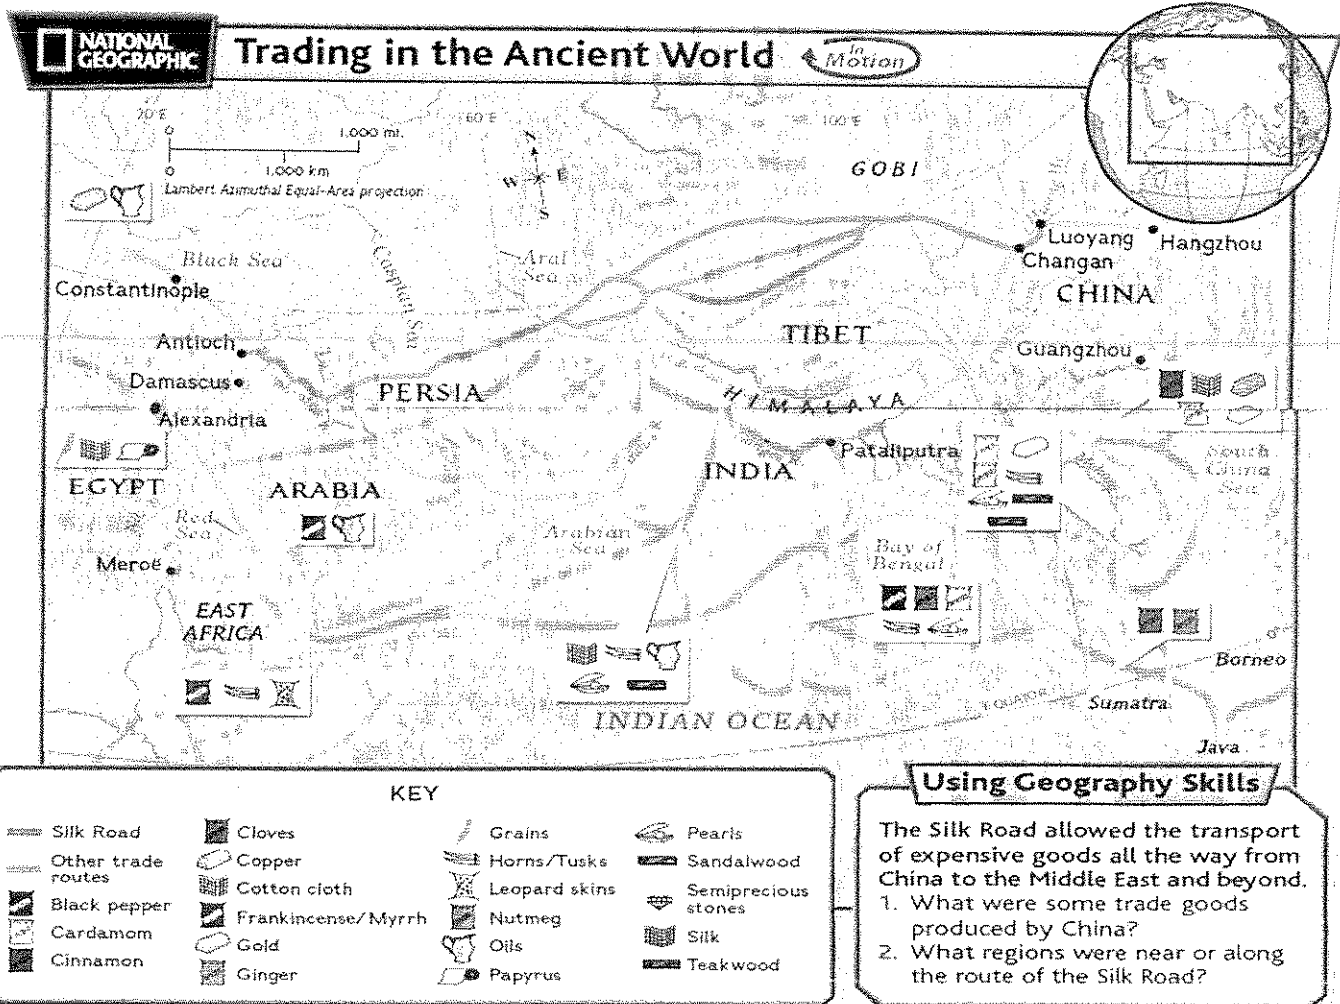 NATIONAL
GEOGRAPHIC
Trading in the Ancient World
In
Motion
20°E
60°E
100°E
0
1,000 mi.
0
1,000 km
Lambert Azimuthal Equal-Area projection
N
W
E
S
GOBI
Black Sea
Caspian Sea
Aral
Sea
Luoyang
Hangzhou
Changan
Constantinople
CHINA
TIBET
Antioch
Guangzhou
Damascus
PERSIA
HIMALAYA
Alexandria
Pataliputra
INDIA
South
China
Sea
EGYPT
ARABIA
Red
Sea
Arabian
Sea
Bay of
Bengal
Meroë
EAST
AFRICA
Borneo
EQUATOR
Sumatra
INDIAN OCEAN
Java
KEY
Silk Road
Other trade
routes
Black pepper
Cardamom
Cinnamon
Cloves
Copper
Cotton cloth
Frankincense/Myrrh
Gold
Ginger
Grains
Horns/Tusks
Leopard skins
Nutmeg
Oils
Papyrus
Pearls
Sandalwood
Semiprecious
stones
Silk
Teakwood
Using Geography Skills
The Silk Road allowed the transport
of expensive goods all the way from
China to the Middle East and beyond.
1. What were some trade goods
produced by China?
2. What regions were near or along
the route of the Silk Road?